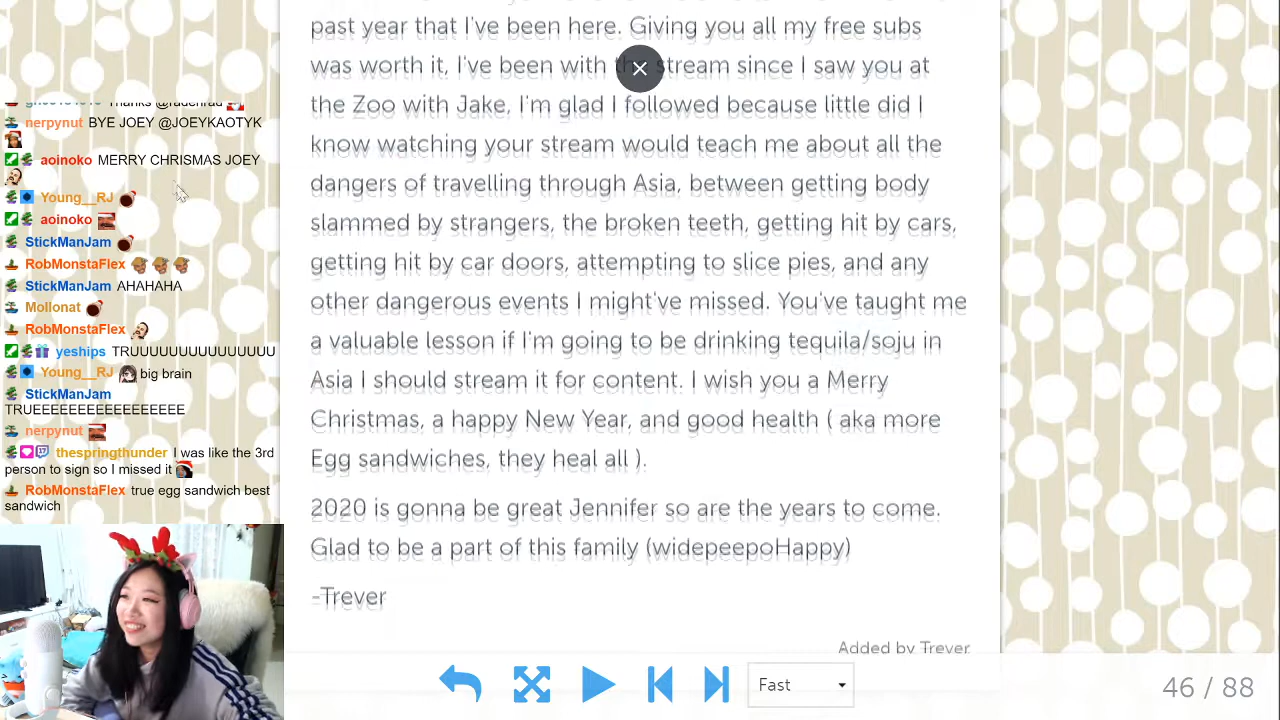 Thanks @radenrad
nerpynut BYE JOEY @JOEYKAOTYK
aoinoko MERRY CHRISMAS JOEY
Young__RJ
aoinoko
StickManJam
RobMonstaFlex
StickManJam AHAHAHA
Mollonat
RobMonstaFlex
yeships TRUUUUUUUUUUUUUUU
Young__RJ big brain
StickManJam
TRUEEEEEEEEEEEEEEEE
nerpynut
thespringthunder I was like the 3rd
person to sign so I missed it
RobMonstaFlex true egg sandwich best
sandwich
past year that I've been here. Giving you all my free subs
was worth it, I've been with the stream since I saw you at
the Zoo with Jake, I'm glad I followed because little did I
know watching your stream would teach me about all the
dangers of travelling through Asia, between getting body
slammed by strangers, the broken teeth, getting hit by cars,
getting hit by car doors, attempting to slice pies, and any
other dangerous events I might've missed. You've taught me
a valuable lesson if I'm going to be drinking tequila/soju in
Asia I should stream it for content. I wish you a Merry
Christmas, a happy New Year, and good health ( aka more
Egg sandwiches, they heal all ).
2020 is gonna be great Jennifer so are the years to come.
Glad to be a part of this family (widepeepoHappy)
-Trever
Added by Trever
Fast
46 / 88